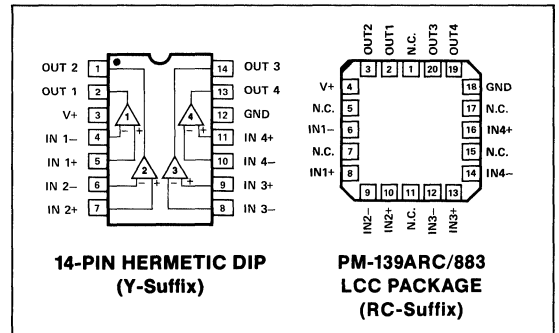 OUT 2 1 14 OUT 3
OUT 1 2 13 OUT 4
V+ 3 12 GND
IN 1− 4 11 IN 4+
IN 1+ 5 10 IN 4−
IN 2− 6 9 IN 3+
IN 2+ 7 8 IN 3−
1 − +
4 − +
2 − +
3 − +
14-PIN HERMETIC DIP
(Y-Suffix)
OUT2 OUT1 N.C. OUT3 OUT4
3 2 1 20 19
V+ 4 18 GND
N.C. 5 17 N.C.
IN1− 6 16 IN4+
N.C. 7 15 N.C.
IN1+ 8 14 IN4−
9 10 11 12 13
IN2− IN2+ N.C. IN3− IN3+
PM-139ARC/883
LCC PACKAGE
(RC-Suffix)